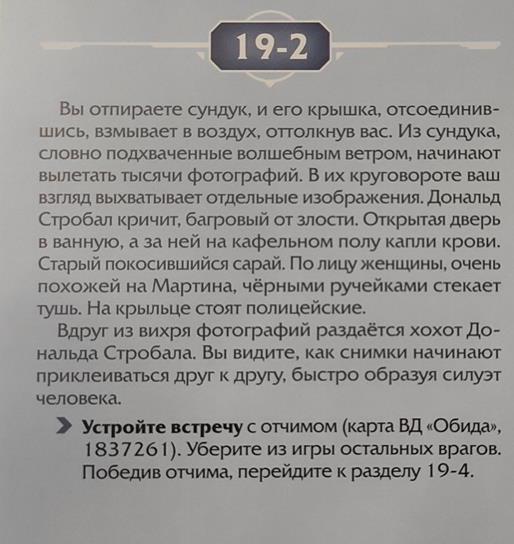 19-2
Вы отпираете сундук, и его крышка, отсоединив-
шись, взмывает в воздух, оттолкнув вас. Из сундука,
словно подхваченные волшебным ветром, начинают
вылетать тысячи фотографий. В их круговороте ваш
взгляд выхватывает отдельные изображения. Дональд
Стробал кричит, багровый от злости. Открытая дверь
в ванную, а за ней на кафельном полу капли крови.
Старый покосившийся сарай. По лицу женщины, очень
похожей на Мартина, чёрными ручейками стекает
тушь. На крыльце стоят полицейские.
Вдруг из вихря фотографий раздаётся хохот До-
нальда Стробала. Вы видите, как снимки начинают
приклеиваться друг к другу, быстро образуя силуэт
человека.
Устройте встречу с отчимом (карта ВД «Обида»,
1837261). Уберите из игры остальных врагов.
Победив отчима, перейдите к разделу 19-4.